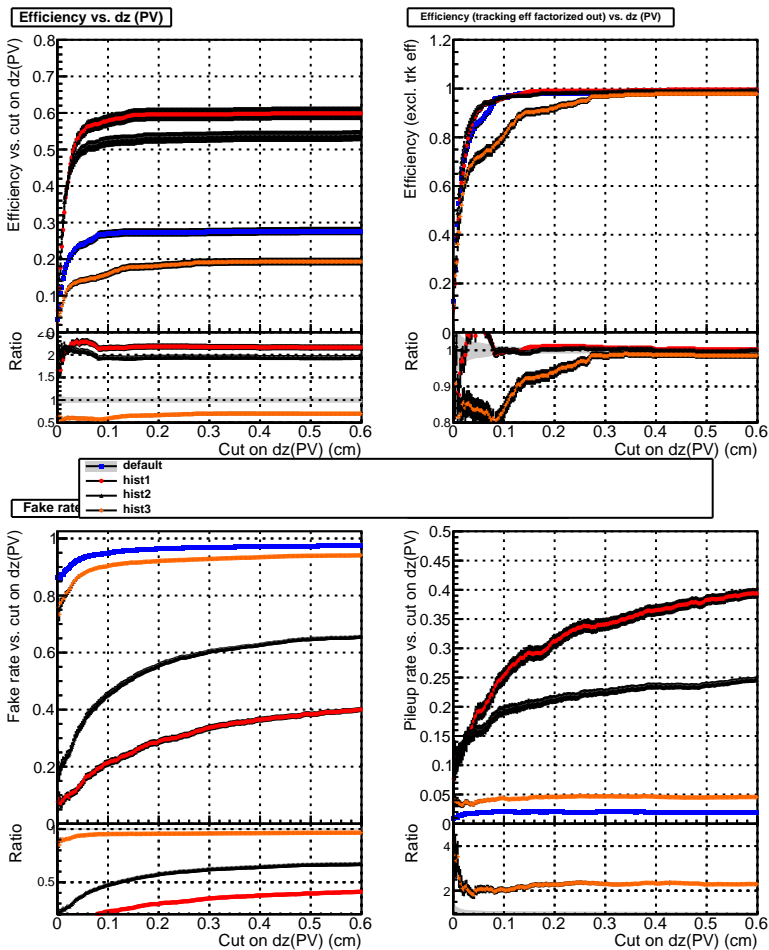 Efficiency vs. dz (PV)
Efficiency (tracking eff factorized out) vs. dz (PV)
Efficiency vs. cut on dz(PV)
0.8
0.7
0.6
0.5
0.4
0.3
0.2
0.1
0
Efficiency (excl. trk eff)
1.2
1
0.8
0.6
0.4
0.2
0
Ratio
2
1.5
1
0.5
Ratio
1
0.9
0.8
0 0.1 0.2 0.3 0.4 0.5 0.6
Cut on dz(PV) (cm)
0 0.1 0.2 0.3 0.4 0.5 0.6
Cut on dz(PV) (cm)
default
hist1
hist2
hist3
Fake rate
Fake rate vs. cut on dz(PV)
1
0.8
0.6
0.4
0.2
0
Pileup rate vs. cut on dz(PV)
0.5
0.45
0.4
0.35
0.3
0.25
0.2
0.15
0.1
0.05
0
Ratio
1
0.5
Ratio
4
2
0 0.1 0.2 0.3 0.4 0.5 0.6
Cut on dz(PV) (cm)
0 0.1 0.2 0.3 0.4 0.5 0.6
Cut on dz(PV) (cm)